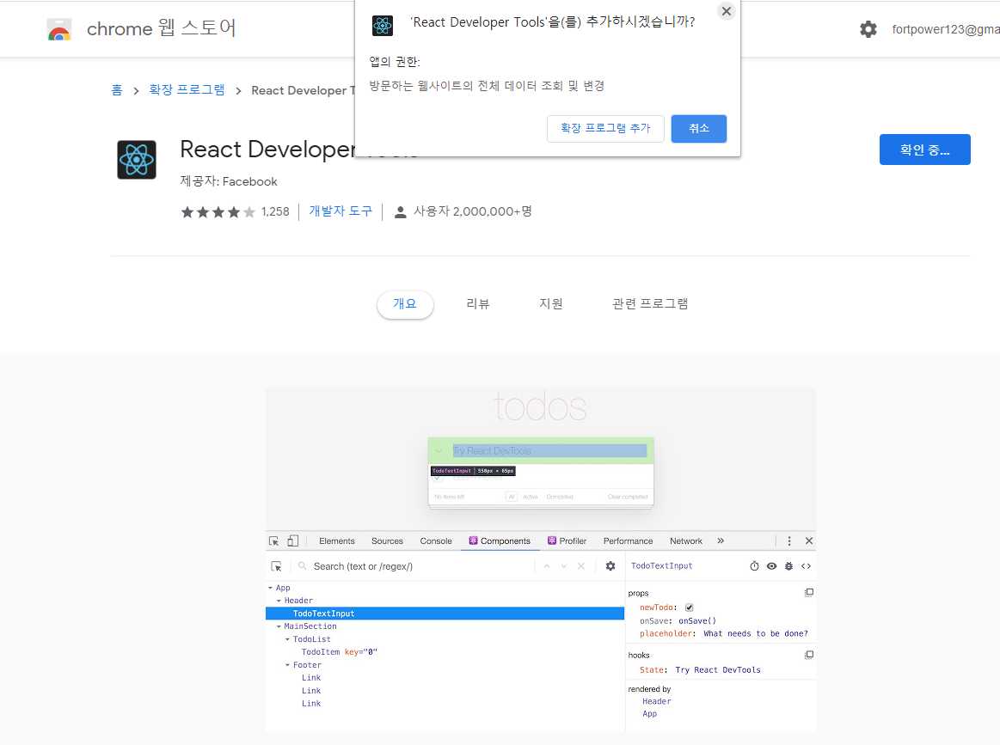 chrome 웹 스토어
fortpower123@gma
'React Developer Tools'을(를) 추가하시겠습니까?
앱의 권한:
방문하는 웹사이트의 전체 데이터 조회 및 변경
확장 프로그램 추가
취소
홈 > 확장 프로그램 > React Developer T
React Developer Tools
확인 중...
제공자: Facebook
1,258 개발자 도구 사용자 2,000,000+명
개요 리뷰 지원 관련 프로그램
todos
Try React DevTools
TodoTextInput | 550px × 65px
No items left All Active Completed Clear completed
Elements Sources Console Components Profiler Performance Network »
Search (text or /regex/)
TodoTextInput
App
Header
TodoTextInput
MainSection
TodoList
TodoItem key="0"
Footer
Link
Link
Link
props
newTodo:
onSave: onSave()
placeholder: What needs to be done?
hooks
State: Try React DevTools
rendered by
Header
App